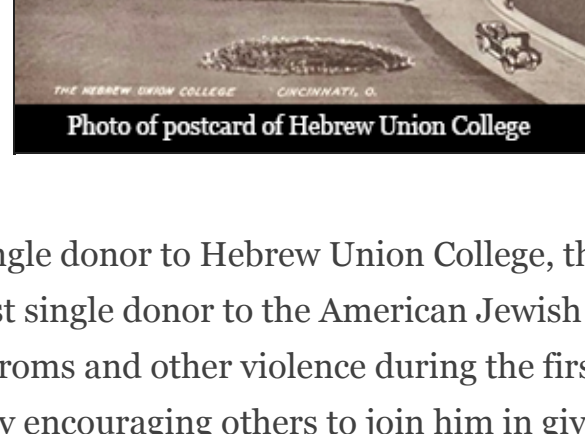 THE HEBREW UNION COLLEGE CINCINNATI, O.
Photo of postcard of Hebrew Union College
ngle donor to Hebrew Union College, th
st single donor to the American Jewish
roms and other violence during the firs
y encouraging others to join him in giv